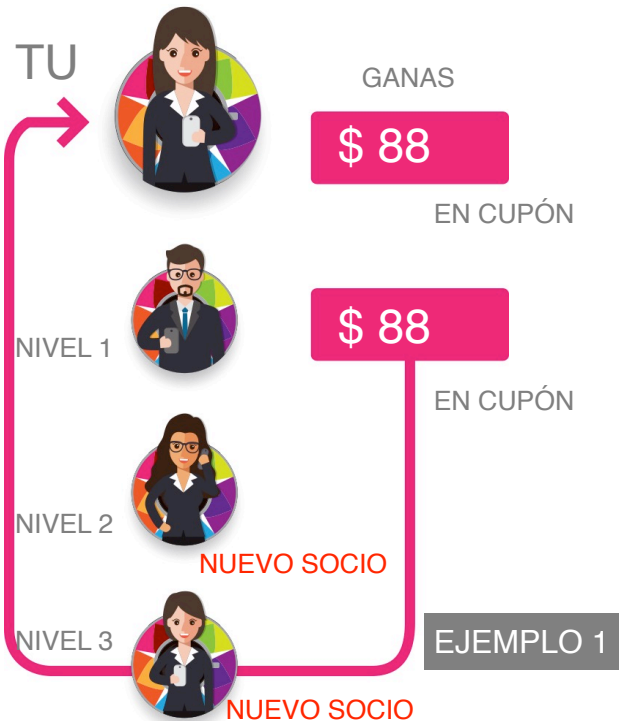 TU
GANAS
$ 88
EN CUPÓN
NIVEL 1
$ 88
EN CUPÓN
NIVEL 2
NUEVO SOCIO
NIVEL 3
EJEMPLO 1
NUEVO SOCIO